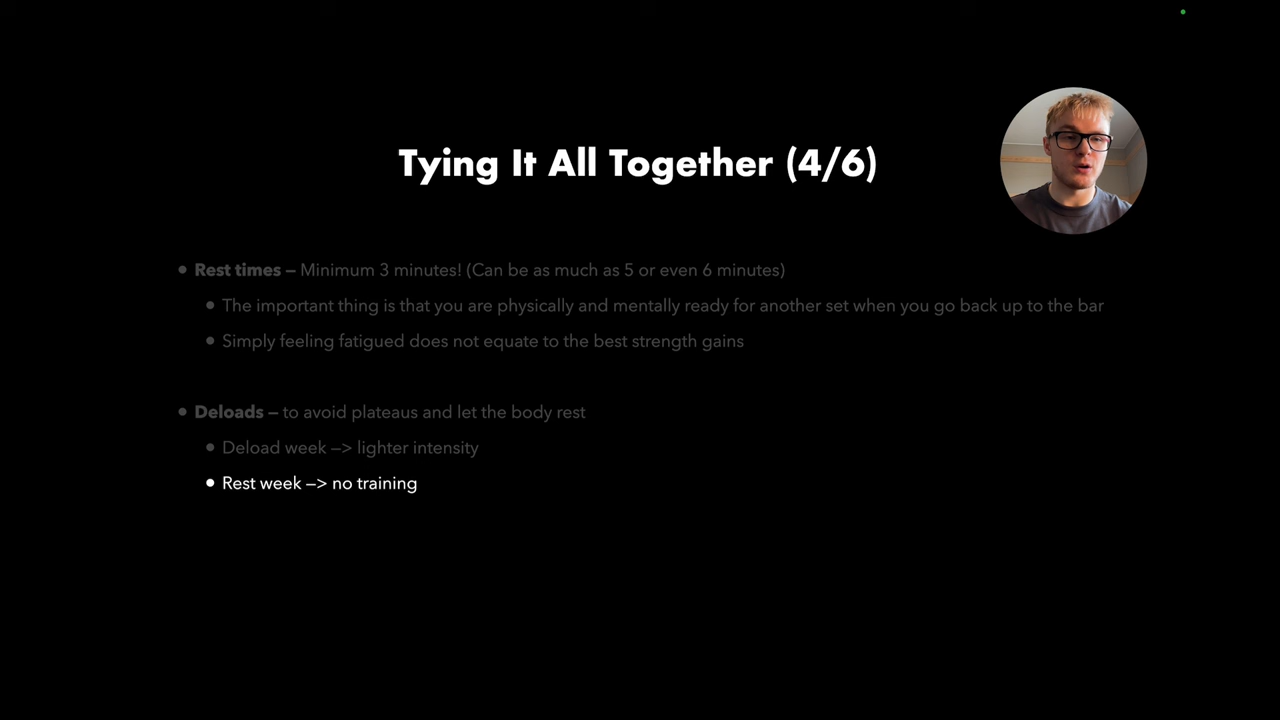 Tying It All Together (4/6)
• Rest times – Minimum 3 minutes! (Can be as much as 5 or even 6 minutes)
• The important thing is that you are physically and mentally ready for another set when you go back up to the bar
• Simply feeling fatigued does not equate to the best strength gains
• Deloads – to avoid plateaus and let the body rest
• Deload week –> lighter intensity
• Rest week –> no training